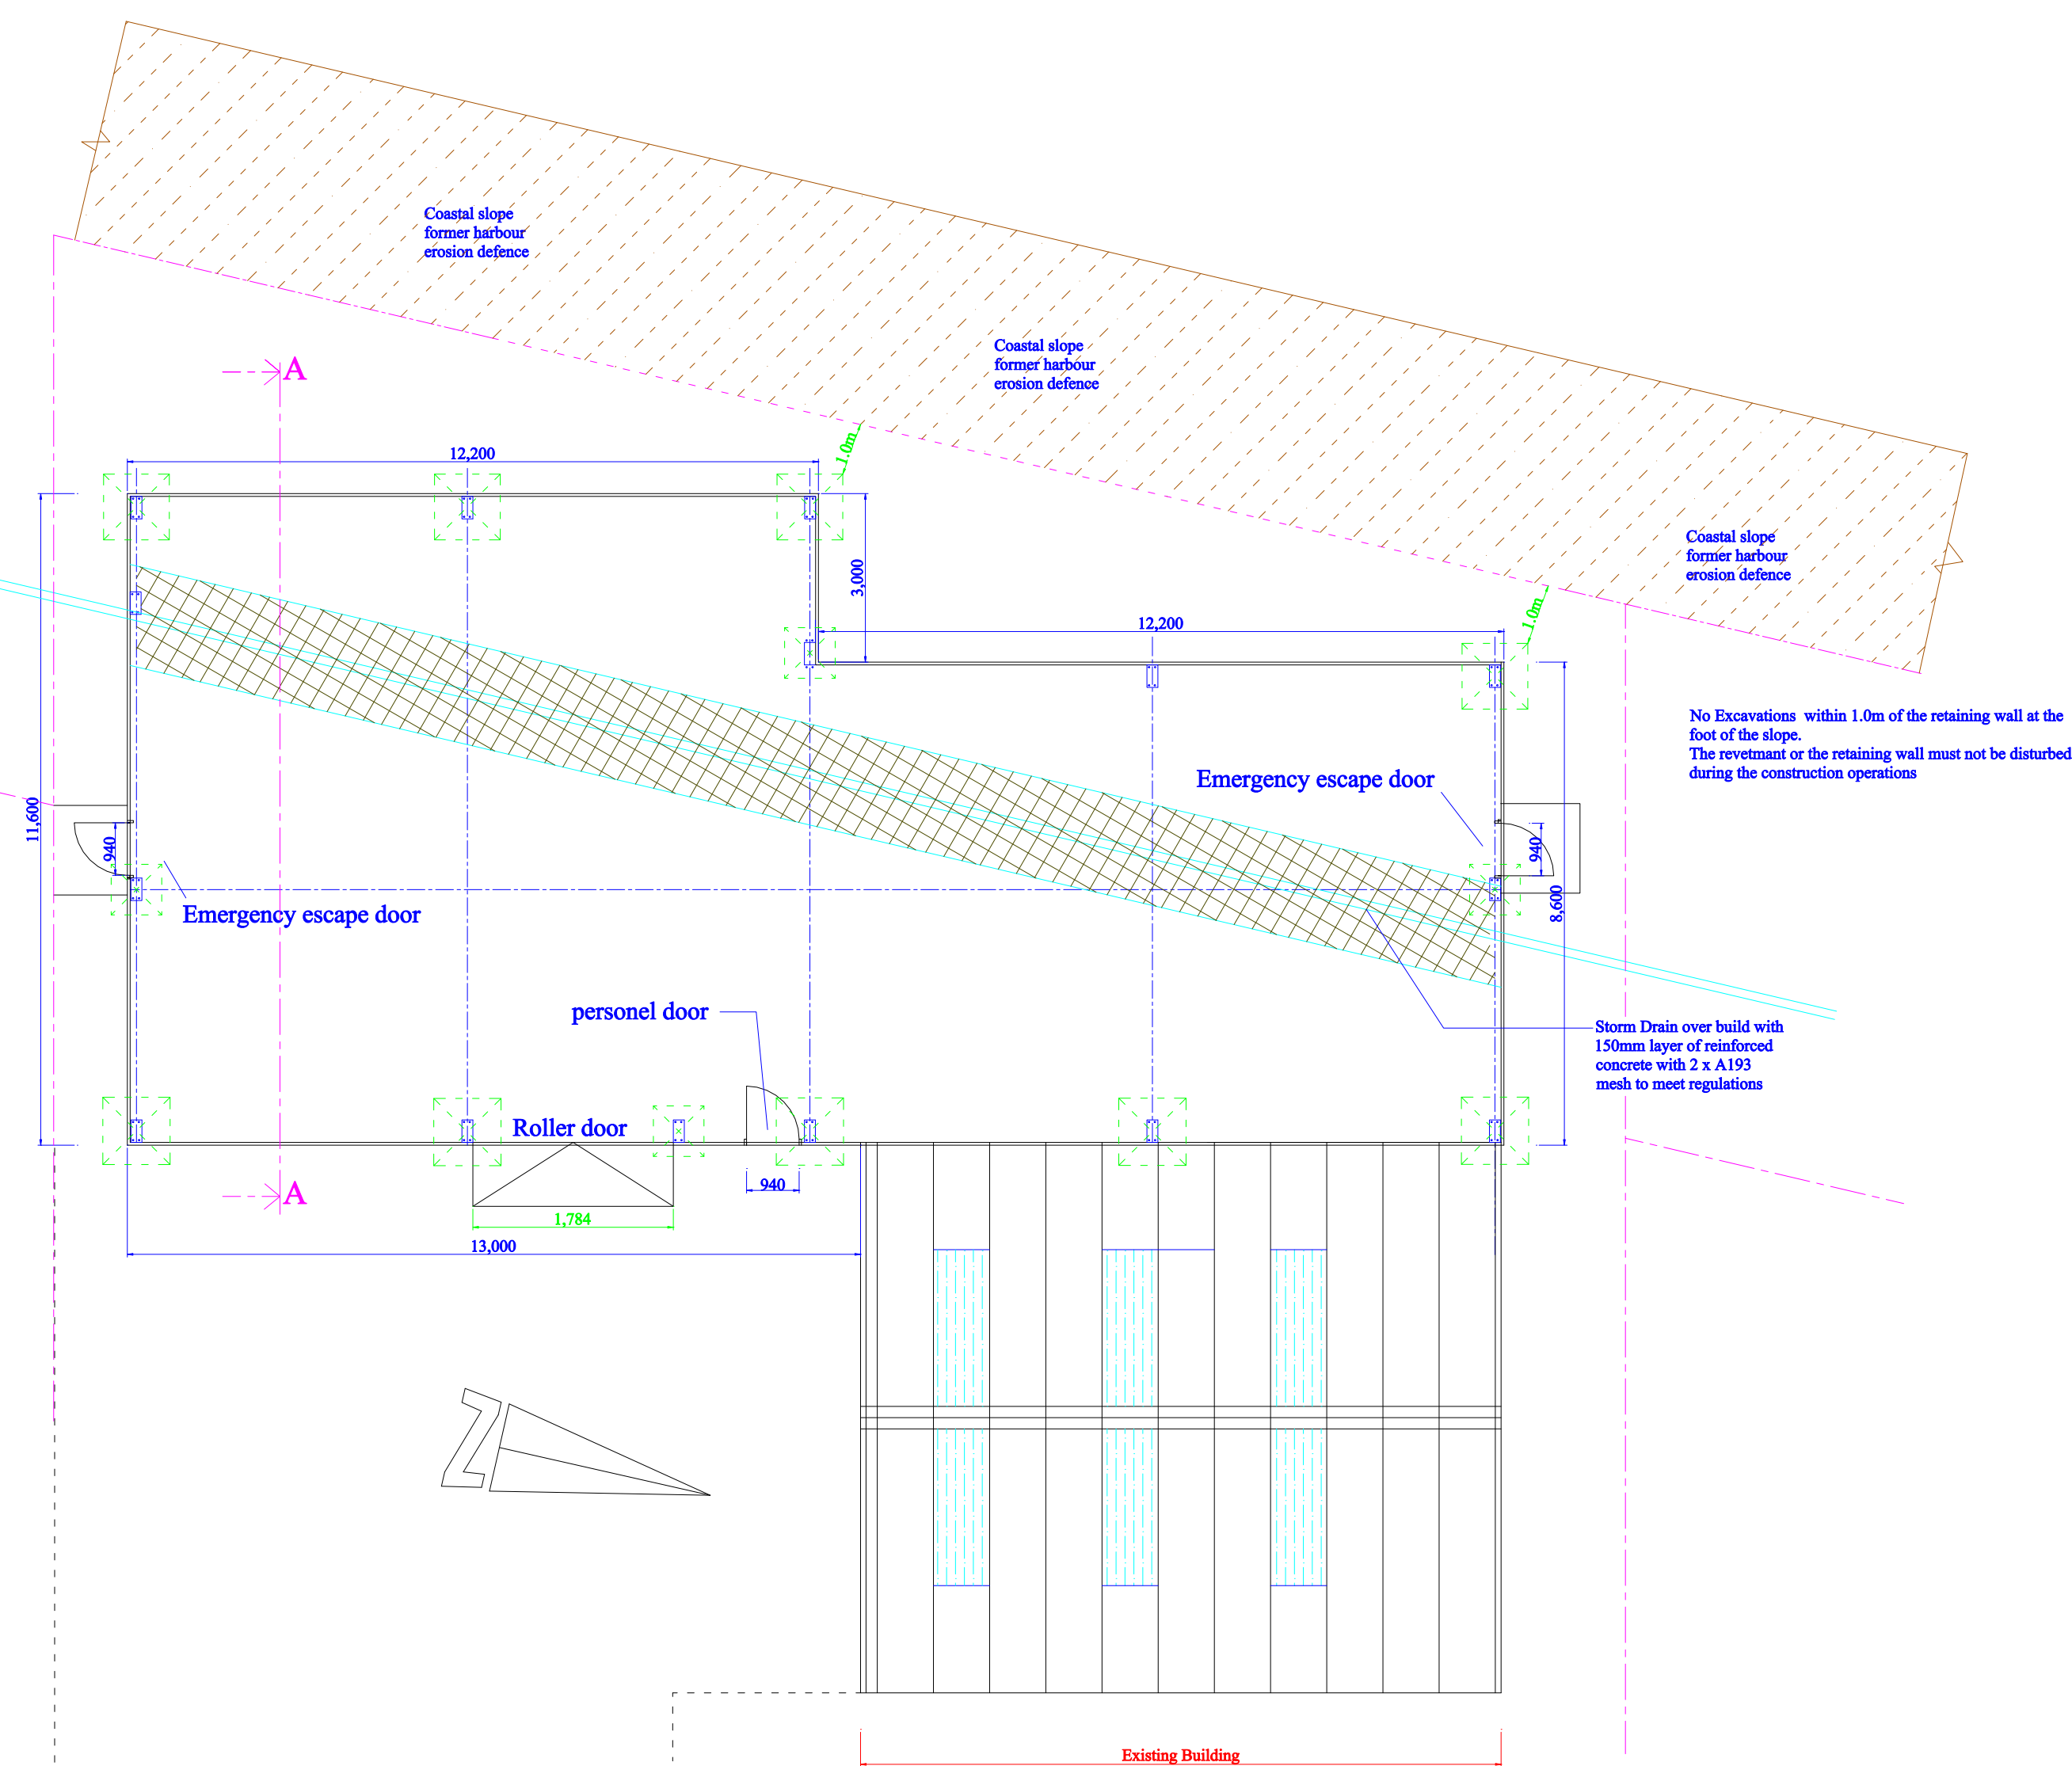 Coastal slope
former harbour
erosion defence
Coastal slope
former harbour
erosion defence
A
1.0m
12,200
Coastal slope
former harbour
erosion defence
3,000
1.0m
12,200
No Excavations within 1.0m of the retaining wall at the
foot of the slope.
The revetmant or the retaining wall must not be disturbed
during the construction operations
Emergency escape door
11,600
940
940
8,600
Emergency escape door
personel door
Storm Drain over build with
150mm layer of reinforced
concrete with 2 x A193
mesh to meet regulations
Roller door
A
940
1,784
13,000
N
Existing Building